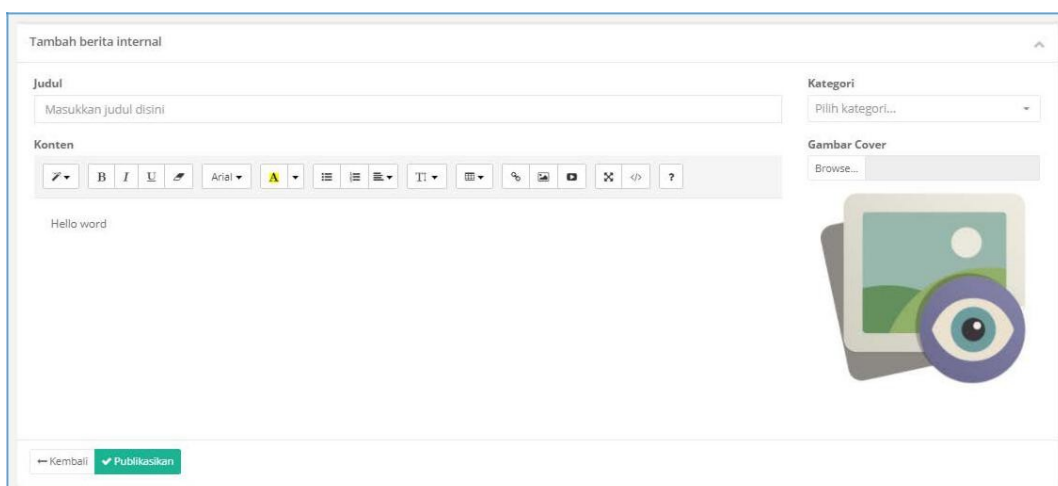 Tambah berita internal
Judul
Masukkan judul disini
Konten
B I U Arial A T! </> ?
Hello word
Kategori
Pilih kategori...
Gambar Cover
Browse...
Kembali Publikasikan